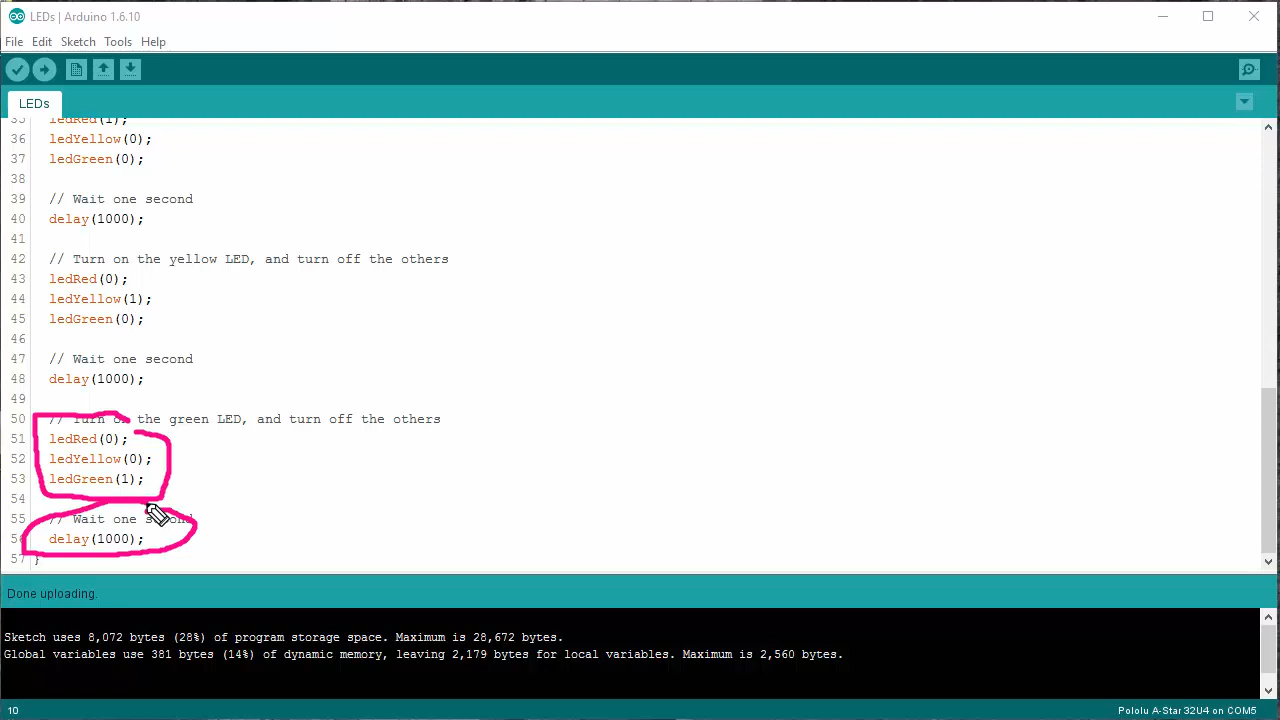 LEDs | Arduino 1.6.10
File Edit Sketch Tools Help
LEDs
35 ledRed(1);
36 ledYellow(0);
37 ledGreen(0);
38
39 // Wait one second
40 delay(1000);
41
42 // Turn on the yellow LED, and turn off the others
43 ledRed(0);
44 ledYellow(1);
45 ledGreen(0);
46
47 // Wait one second
48 delay(1000);
49
50 // Turn on the green LED, and turn off the others
51 ledRed(0);
52 ledYellow(0);
53 ledGreen(1);
54
55 // Wait one second
56 delay(1000);
57 }
Done uploading.
Sketch uses 8,072 bytes (28%) of program storage space. Maximum is 28,672 bytes.
Global variables use 381 bytes (14%) of dynamic memory, leaving 2,179 bytes for local variables. Maximum is 2,560 bytes.
10 Pololu A-Star 32U4 on COM5